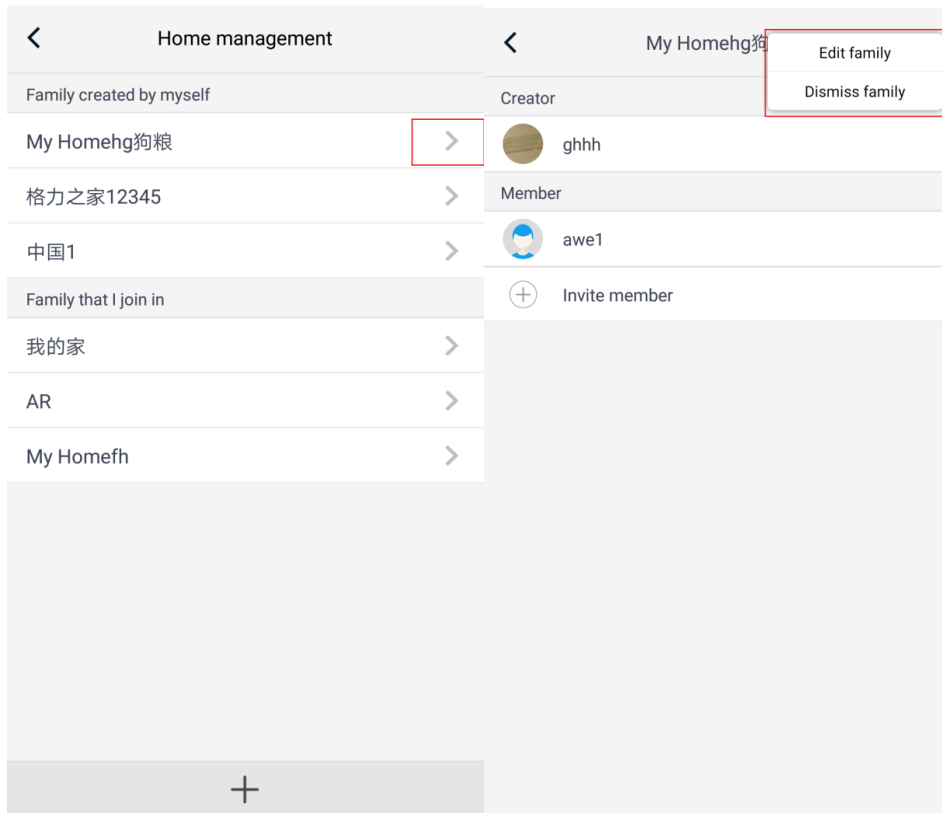 Home management
Family created by myself
My Homehg狗粮
格力之家12345
中国1
Family that I join in
我的家
AR
My Homefh
My Homehg狗
Edit family
Dismiss family
Creator
ghhh
Member
awe1
Invite member